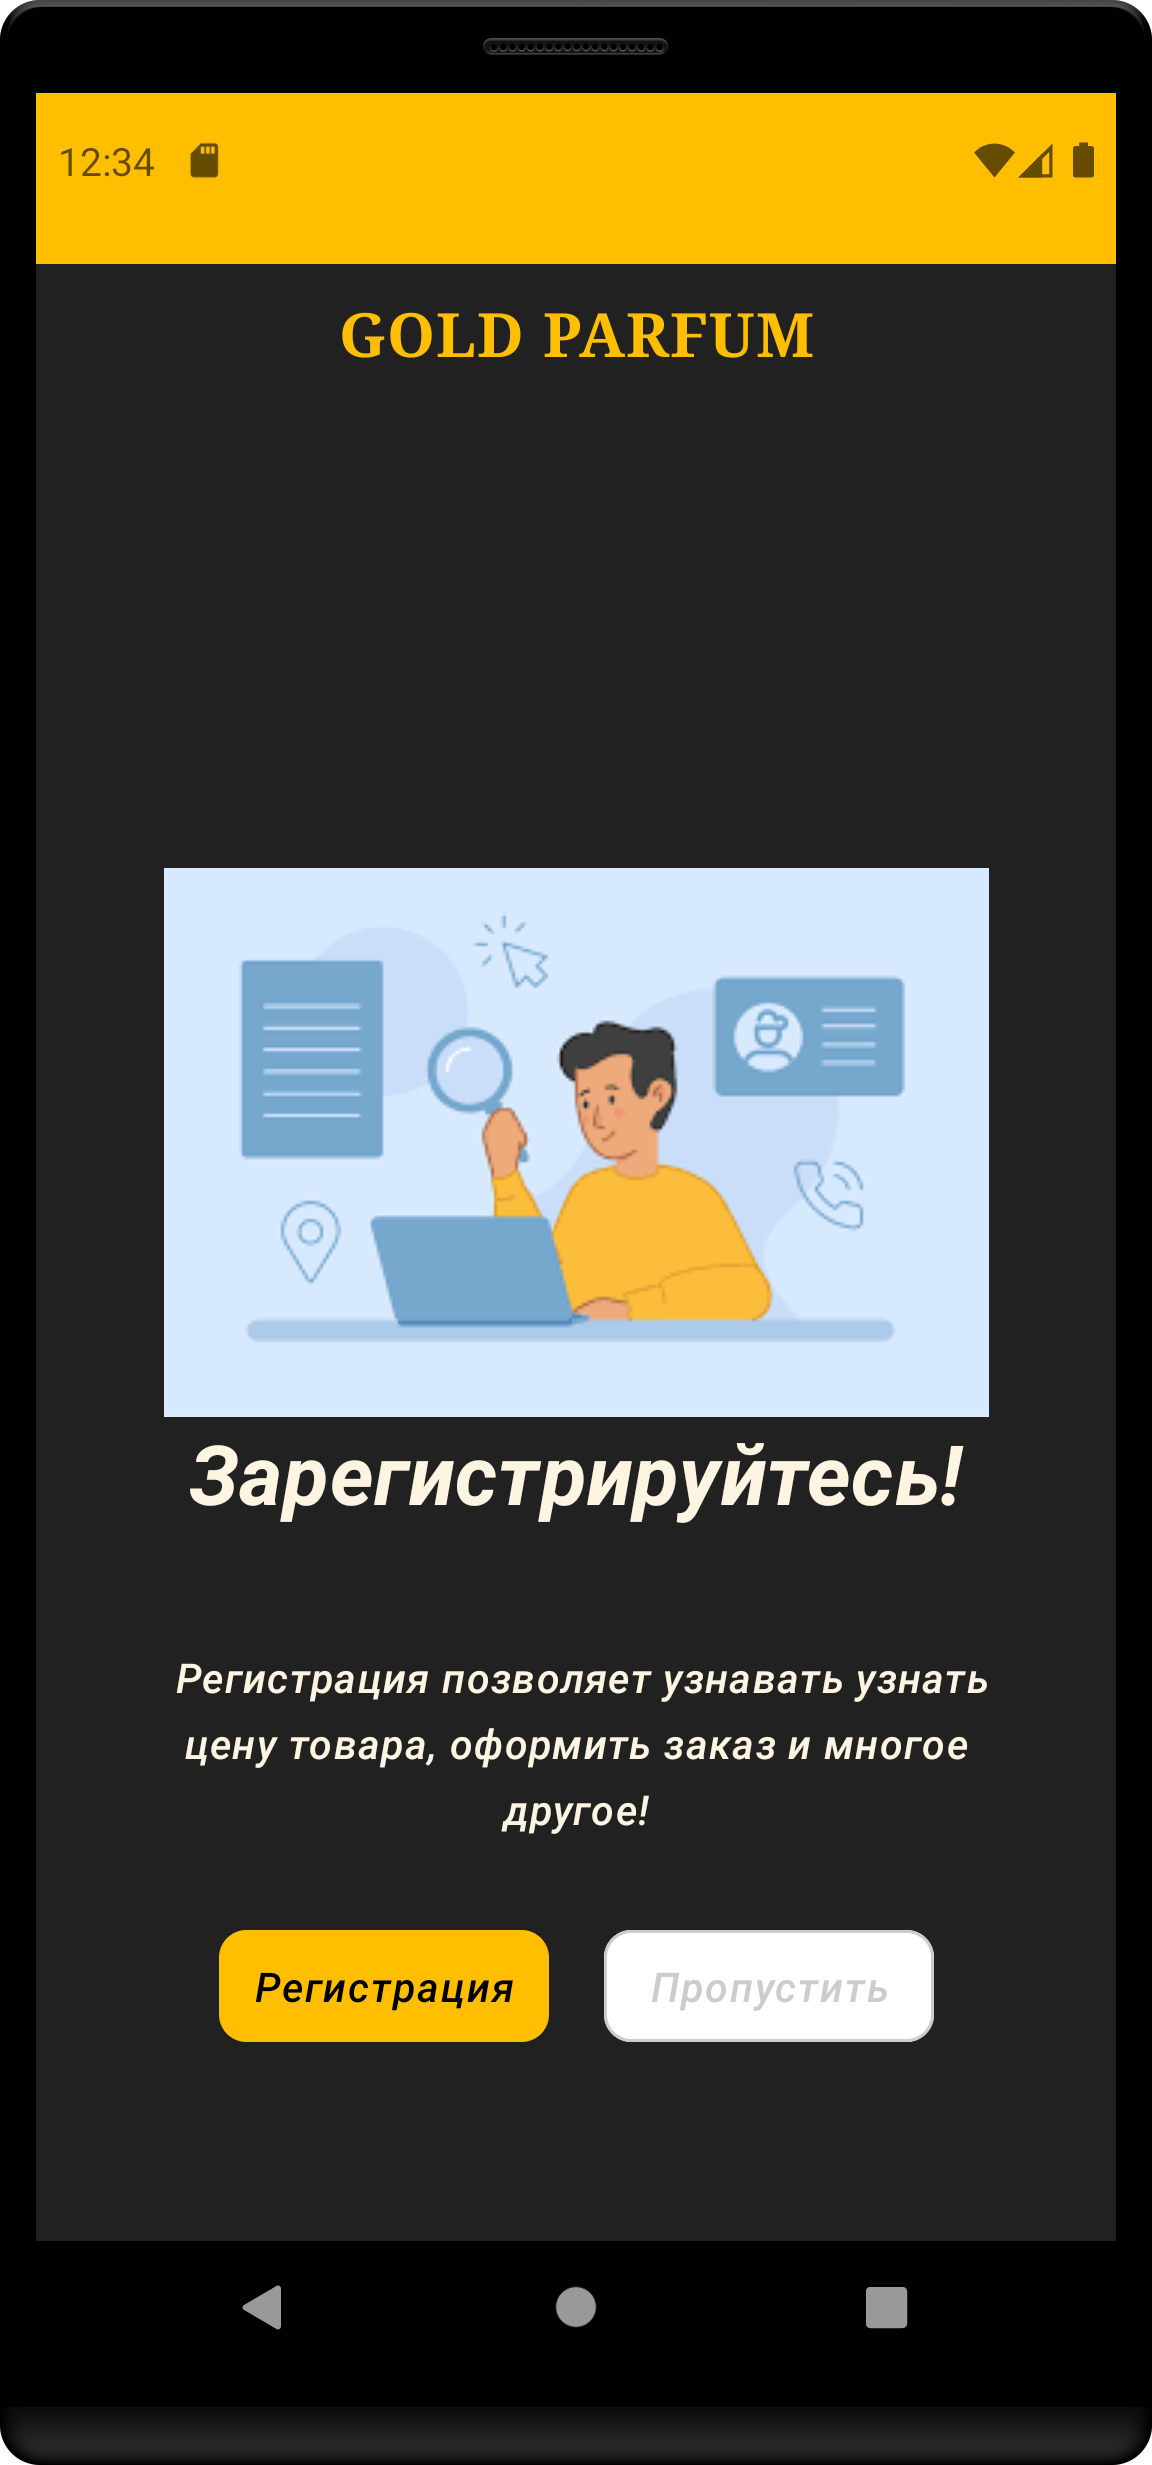 12:34
GOLD PARFUM
Зарегистрируйтесь!
Регистрация позволяет узнавать узнать
цену товара, оформить заказ и многое
другое!
Регистрация
Пропустить